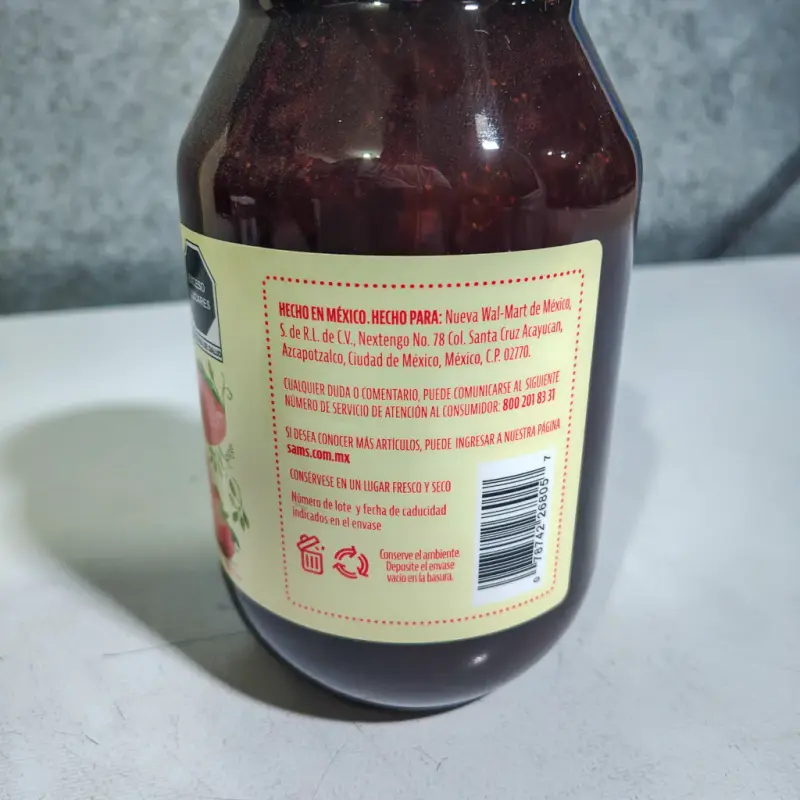 HECHO EN MÉXICO. HECHO PARA: Nueva Wal-Mart de México,
S. de R.L. de C.V., Nextengo No. 78 Col. Santa Cruz Acayucan,
Azcapotzalco, Ciudad de México, México, C.P. 02770.
CUALQUIER DUDA O COMENTARIO, PUEDE COMUNICARSE AL SIGUIENTE
NÚMERO DE SERVICIO DE ATENCIÓN AL CONSUMIDOR: 800 201 83 31
SI DESEA CONOCER MÁS ARTÍCULOS, PUEDE INGRESAR A NUESTRA PÁGINA
sams.com.mx
CONSÉRVESE EN UN LUGAR FRESCO Y SECO
Número de lote y fecha de caducidad
indicados en el envase
Conserve el ambiente
Deposite el envase
vacío en la basura.
0 78742 26805 7